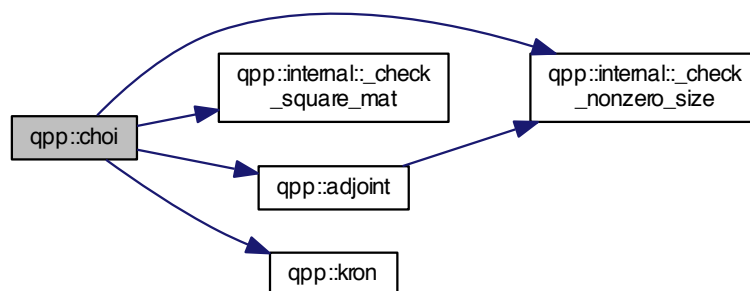 qpp::choi
qpp::internal::_check
_square_mat
qpp::adjoint
qpp::kron
qpp::internal::_check
_nonzero_size